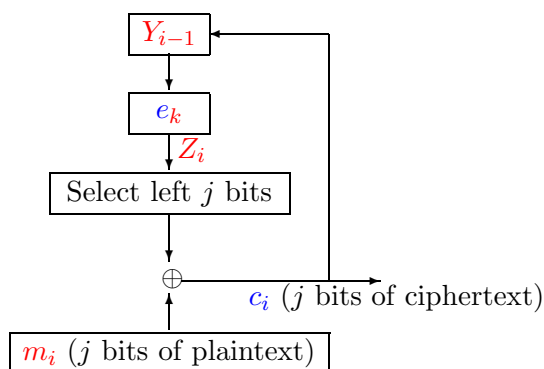 Y_{i−1}
e_k
Z_i
Select left j bits
⊕
c_i (j bits of ciphertext)
m_i (j bits of plaintext)